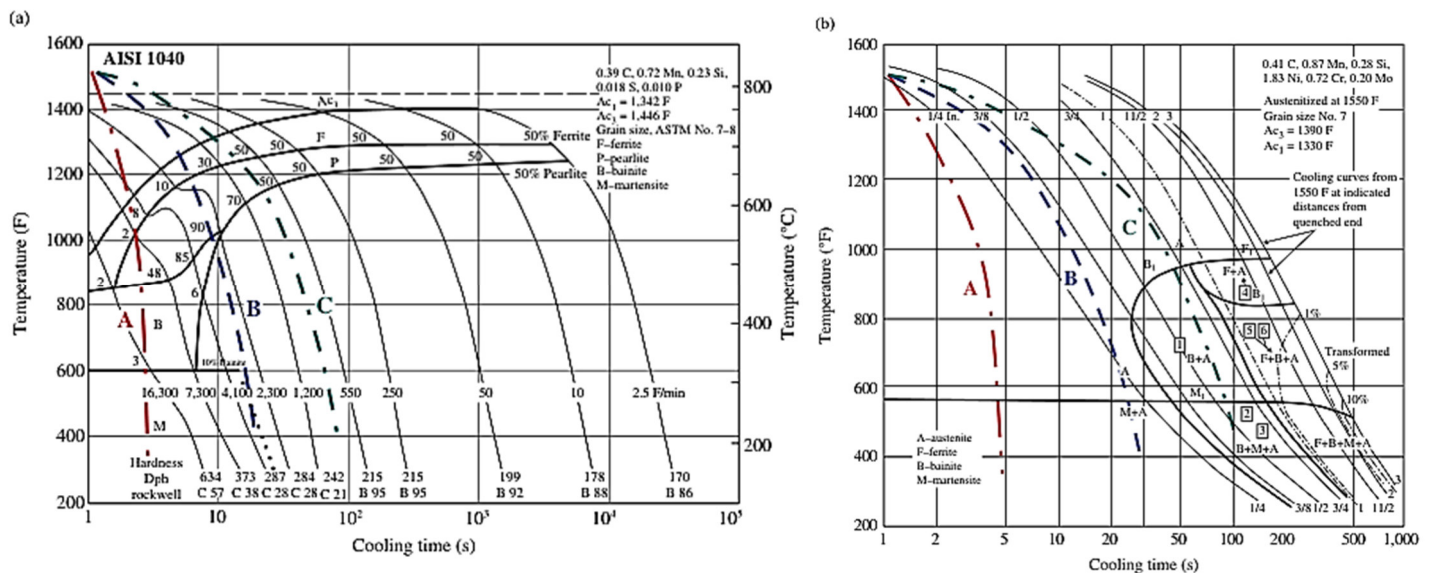 (a)
AISI 1040
0.39 C, 0.72 Mn, 0.23 Si,
0.018 S, 0.010 P
Ac1 = 1,342 F
Ac3 = 1,446 F
Grain size, ASTM No. 7–8
F–ferrite
P–pearlite
B–bainite
M–martensite
1600
1400
1200
1000
800
600
400
200
Temperature (F)
800
600
400
200
Temperature (°C)
Ac3
F
P
50
50
50
50
50% Ferrite
30
50
50
50
50
50% Pearlite
10
70
8
2
90
85
48
2
6
A
B
C
B
3
16,300
7,300
4,100
2,300
1,200
550
250
50
10
2.5 F/min
M
Hardness
Dph
rockwell
634
373
287
284
242
215
215
199
178
170
C 57
C 38
C 28
C 28
C 21
B 95
B 95
B 92
B 88
B 86
1
10
10²
10³
10⁴
10⁵
Cooling time (s)
(b)
0.41 C, 0.87 Mn, 0.28 Si,
1.83 Ni, 0.72 Cr, 0.20 Mo
Austenitized at 1550 F
Grain size No. 7
Ac3 = 1390 F
Ac1 = 1330 F
Cooling curves from
1550 F at indicated
distances from
quenched end
1600
1400
1200
1000
800
600
400
200
Temperature (°F)
1/4 In.
3/8
1/2
3/4
1
11/2
2
3
A
B
C
A
B1
F1
F+A
4
B1
1
B+A
5
6
F+B+A
1%
Transformed
5%
10%
A
M1
M+A
2
3
B+M+A
F+B+M+A
A–austenite
F–ferrite
B–bainite
M–martensite
1/4
3/8
1/2
3/4
1
11/2
2
3
1
2
5
10
20
50
100
200
500
1,000
Cooling time (s)